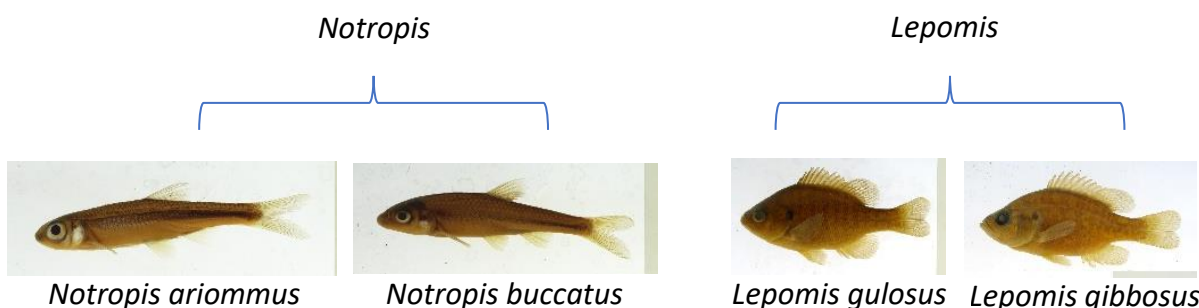 Notropis
Lepomis
Notropis ariommus
Notropis buccatus
Lepomis gulosus
Lepomis gibbosus